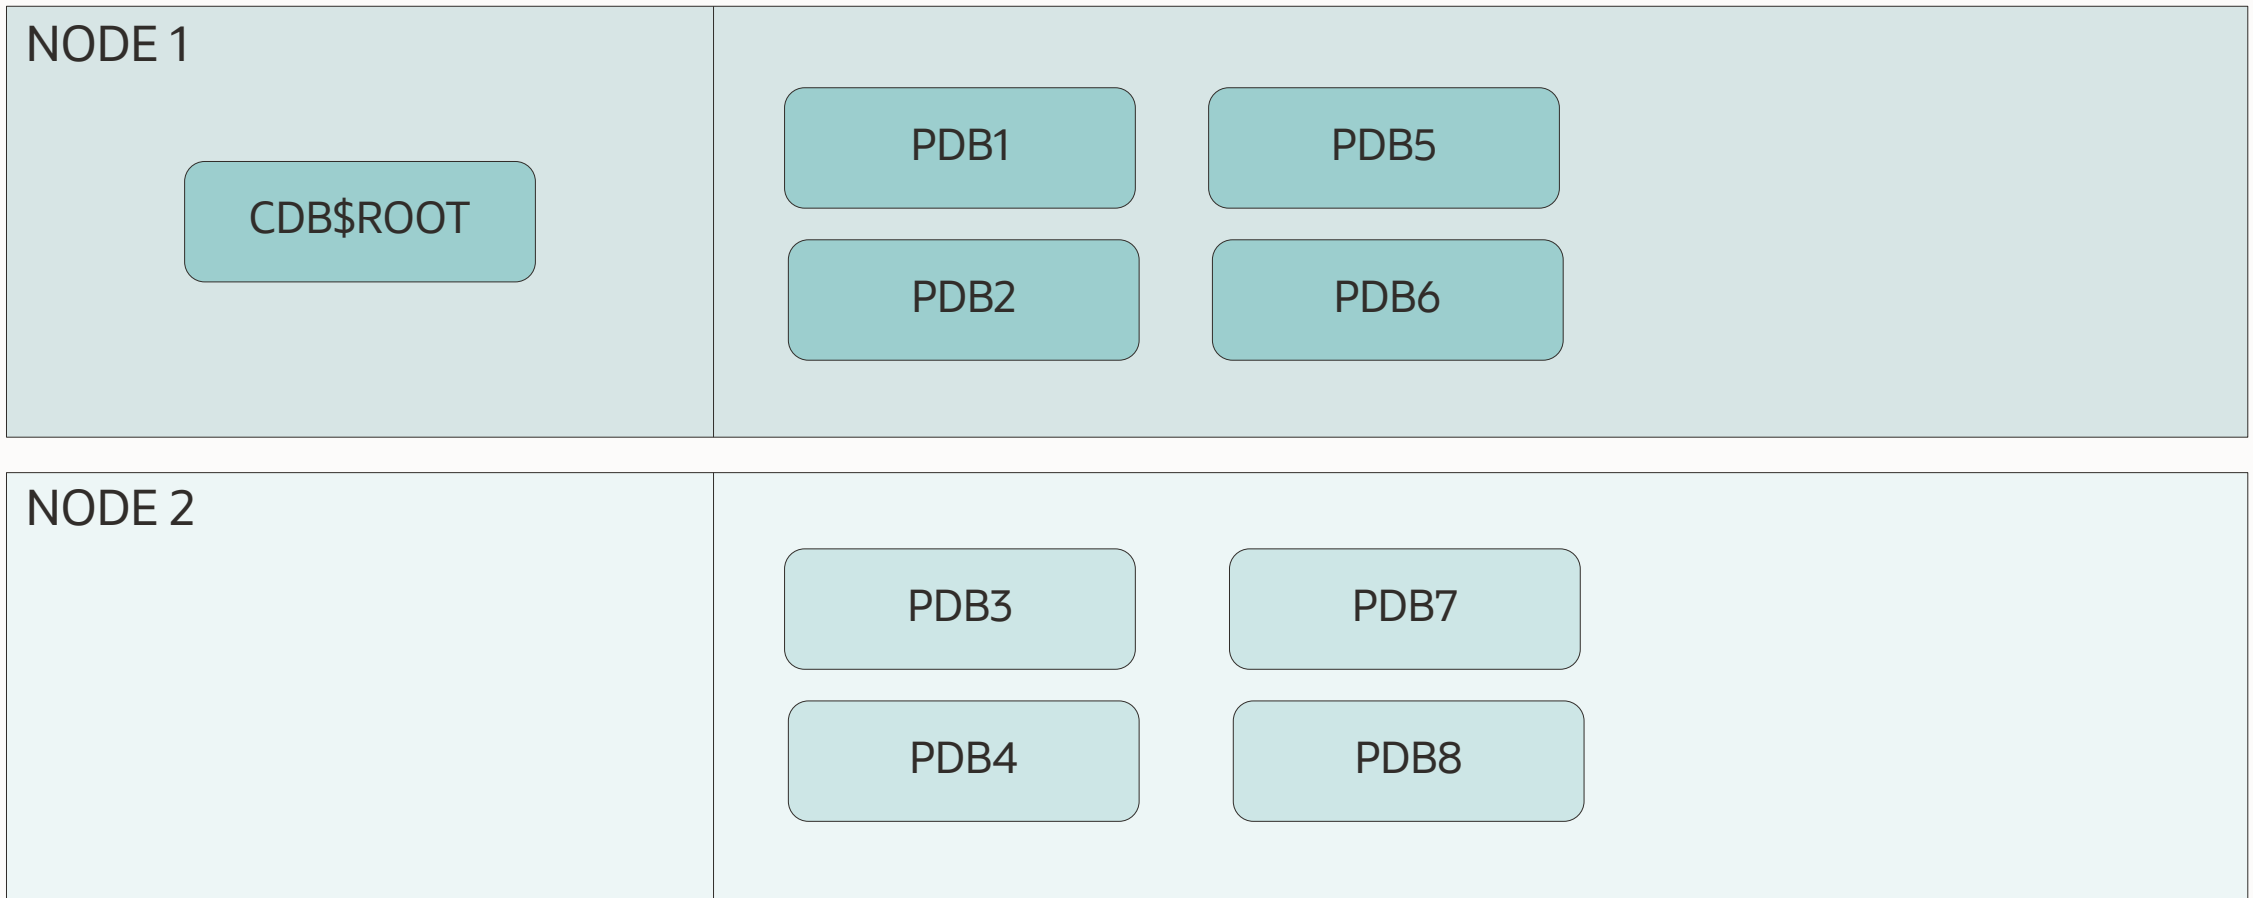 NODE 1
CDB$ROOT
PDB1
PDB5
PDB2
PDB6
NODE 2
PDB3
PDB7
PDB4
PDB8